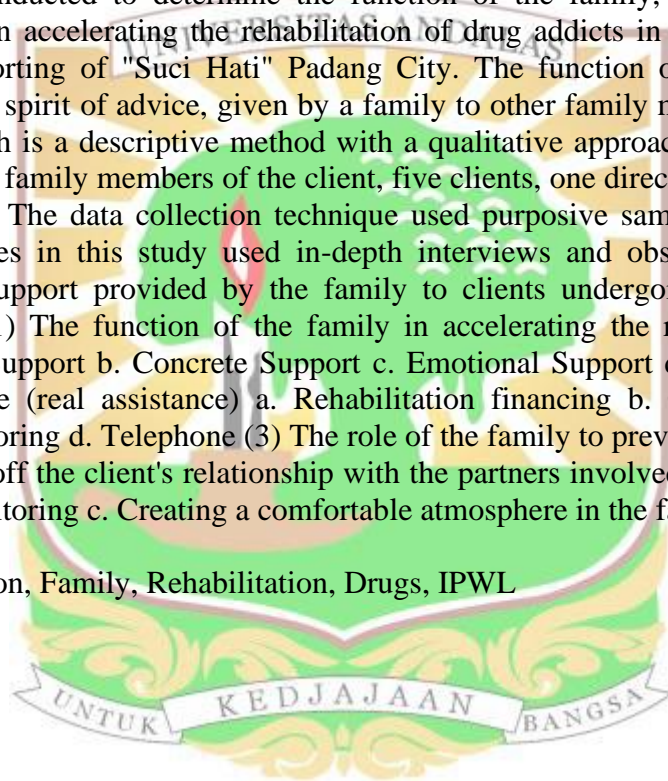 nducted to determine the function of the family,
n accelerating the rehabilitation of drug addicts in
UNIVERSITAS ANDALAS
orting of "Suci Hati" Padang City. The function o
spirit of advice, given by a family to other family
h is a descriptive method with a qualitative approac
family members of the client, five clients, one direc
The data collection technique used purposive sam
es in this study used in-depth interviews and obs
upport provided by the family to clients undergo
) The function of the family in accelerating the
upport b. Concrete Support c. Emotional Support
e (real assistance) a. Rehabilitation financing b.
oring d. Telephone (3) The role of the family to prev
off the client's relationship with the partners involved
itoring c. Creating a comfortable atmosphere in the fa
on, Family, Rehabilitation, Drugs, IPWL
UNTUK KEDJAJAAN BANGSA